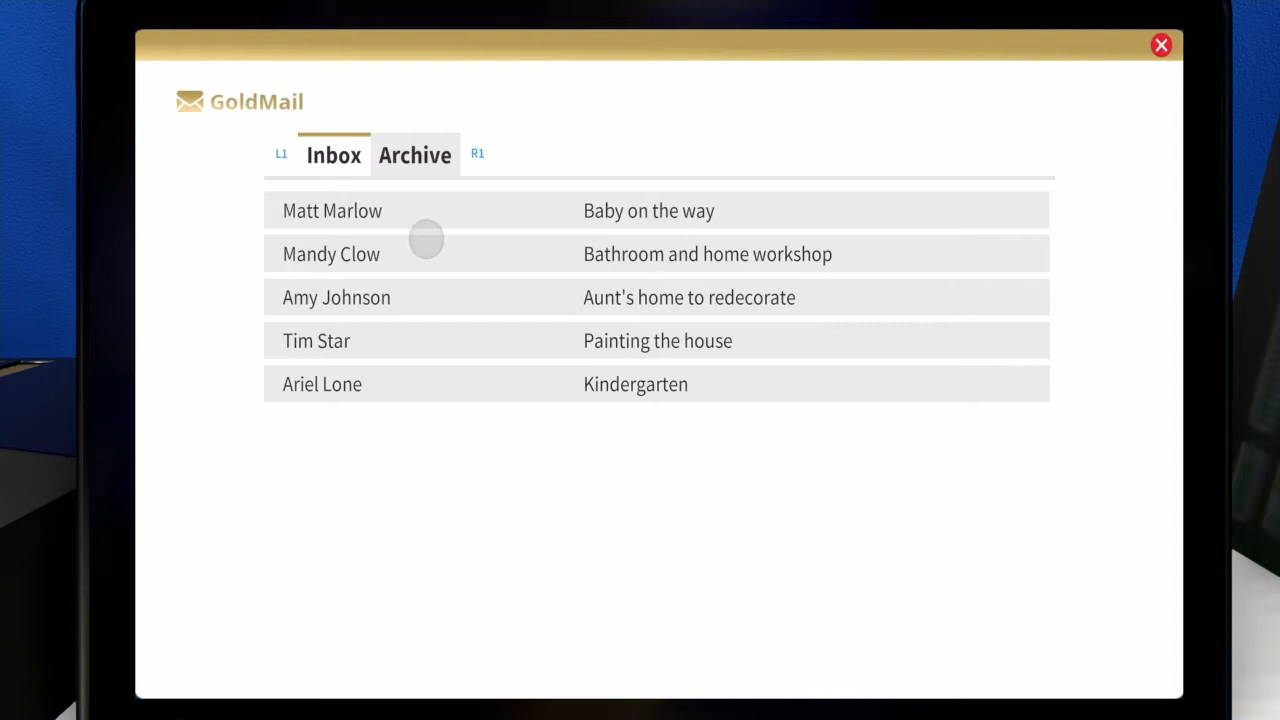 GoldMail
L1 Inbox Archive R1
Matt Marlow Baby on the way
Mandy Clow Bathroom and home workshop
Amy Johnson Aunt's home to redecorate
Tim Star Painting the house
Ariel Lone Kindergarten